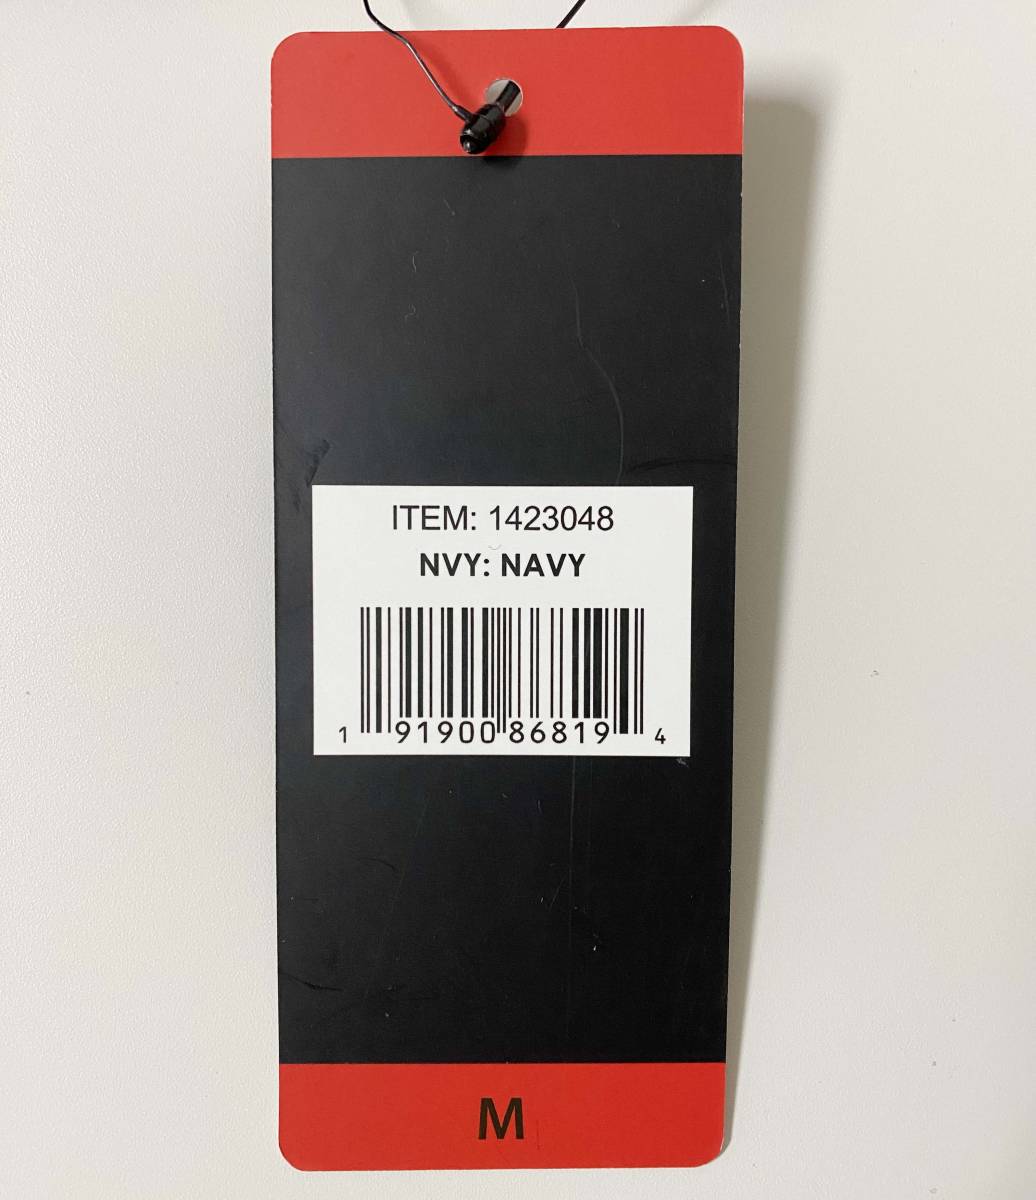 ITEM: 1423048
NVY: NAVY
1 91900 86819 4
M